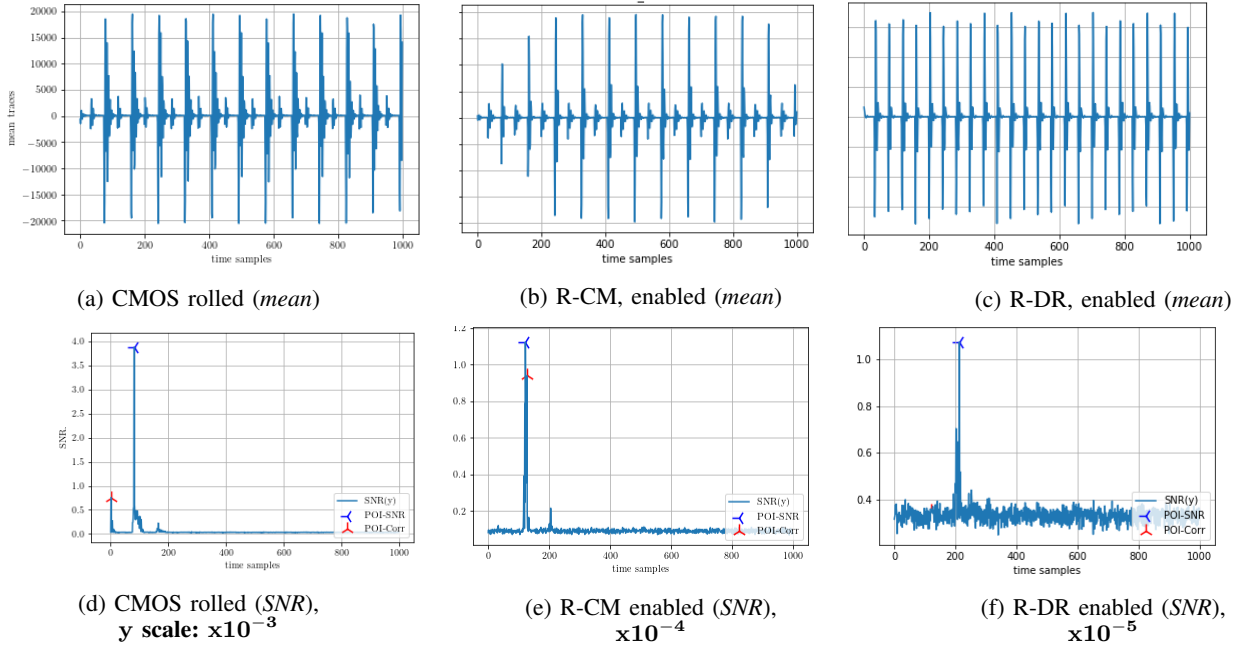 20000
15000
10000
5000
0
−5000
−10000
−15000
−20000
mean traces
0 200 400 600 800 1000
time samples
0 200 400 600 800 1000
time samples
0 200 400 600 800 1000
time samples
(a) CMOS rolled (mean)
(b) R-CM, enabled (mean)
(c) R-DR, enabled (mean)
4.0
3.5
3.0
2.5
2.0
1.5
1.0
0.5
0.0
SNR.
SNR(y)
POI-SNR
POI-Corr
0 200 400 600 800 1000
time samples
1.2
1.0
0.8
0.6
0.4
0.2
SNR(y)
POI-SNR
POI-Corr
0 200 400 600 800 1000
time samples
1.0
0.8
0.6
0.4
SNR(y)
POI-SNR
POI-Corr
0 200 400 600 800 1000
time samples
(d) CMOS rolled (SNR),
y scale: x10−3
(e) R-CM enabled (SNR),
x10−4
(f) R-DR enabled (SNR),
x10−5